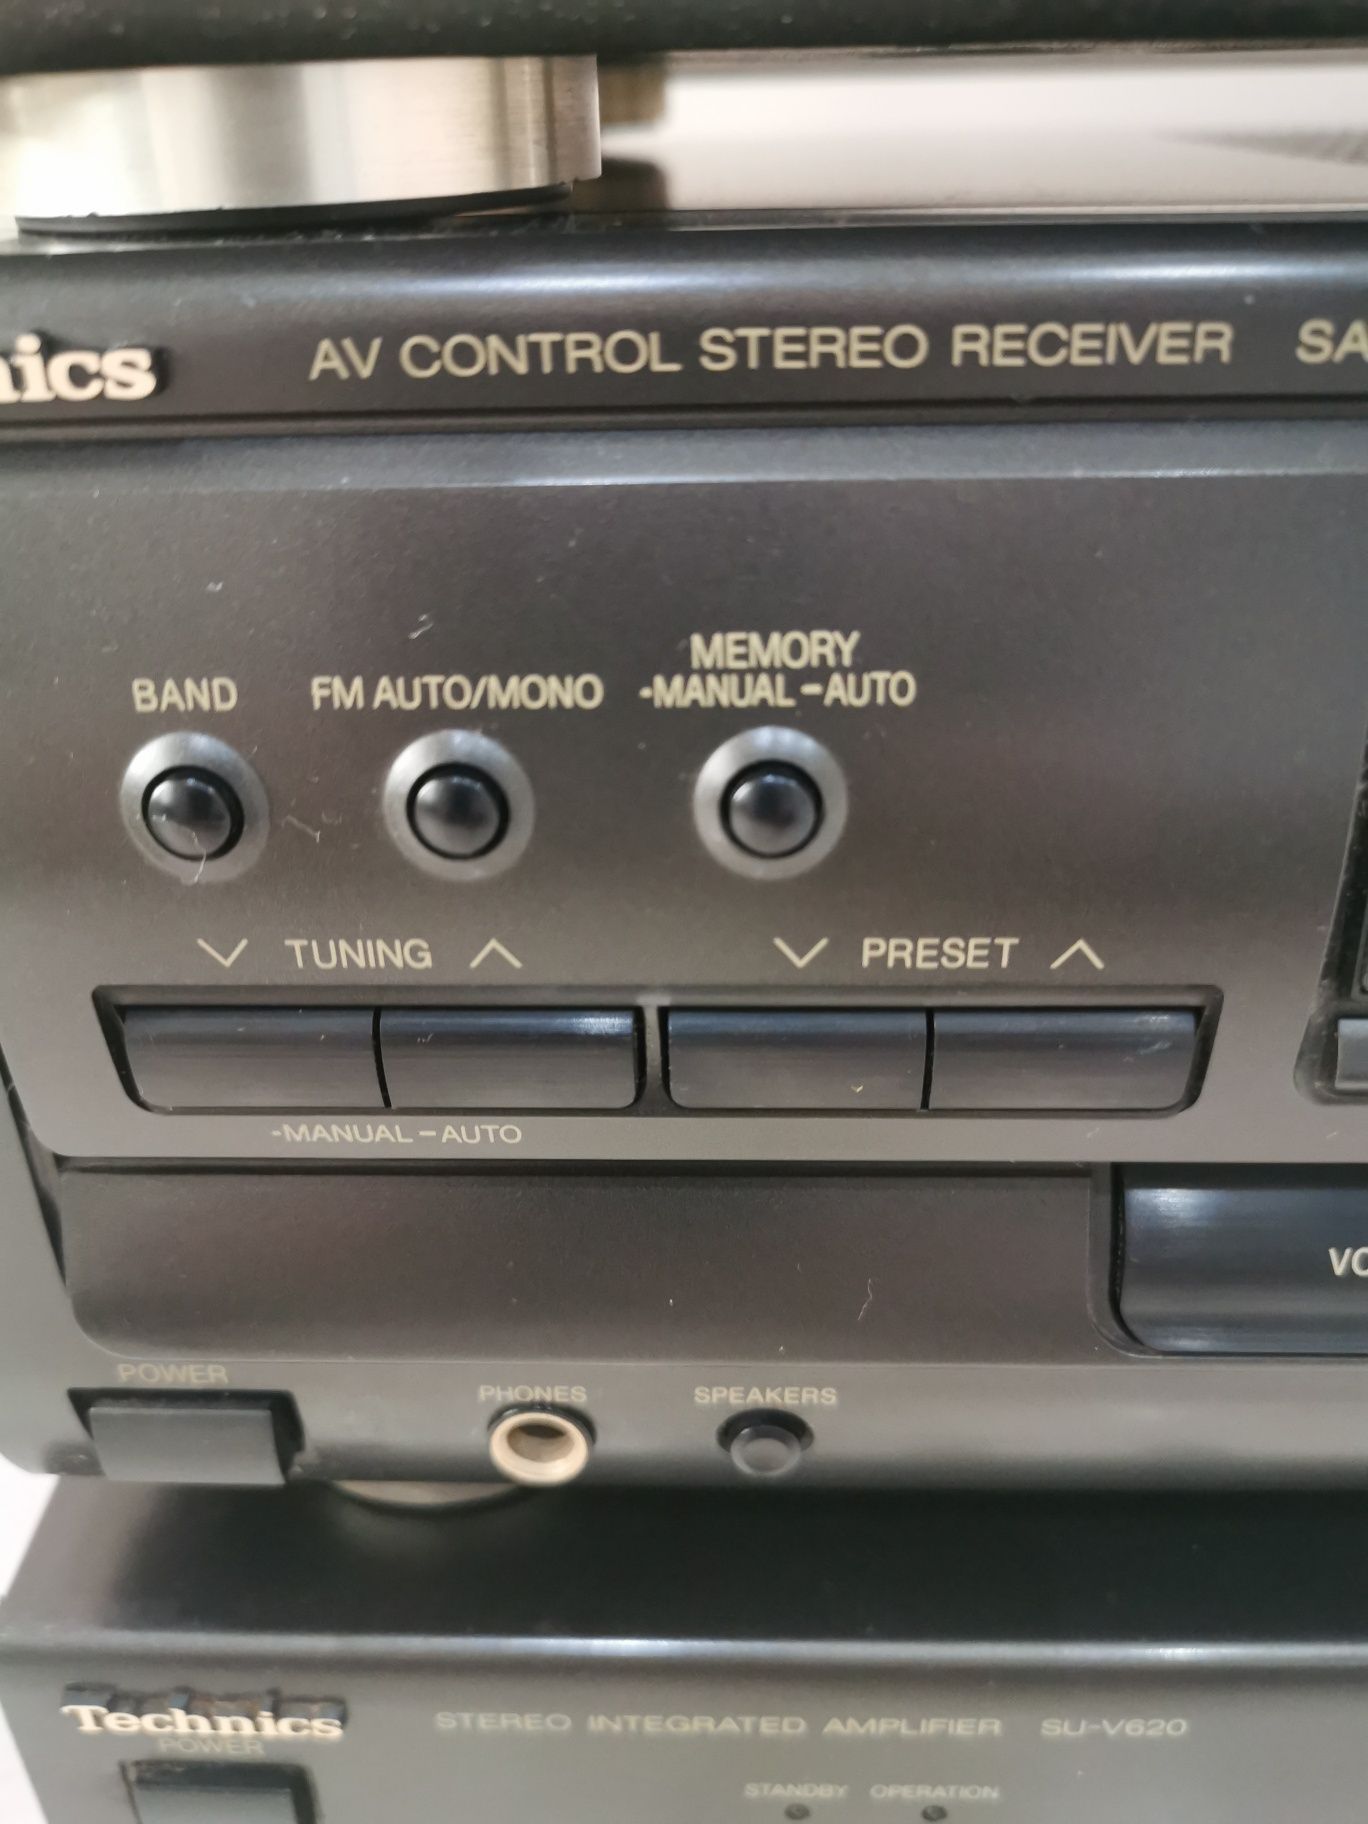 nics AV CONTROL STEREO RECEIVER SA
MEMORY
BAND FM AUTO/MONO -MANUAL –AUTO
TUNING PRESET
-MANUAL –AUTO
VO
POWER PHONES SPEAKERS
Technics STEREO INTEGRATED AMPLIFIER SU-V620
POWER
STANDBY OPERATION